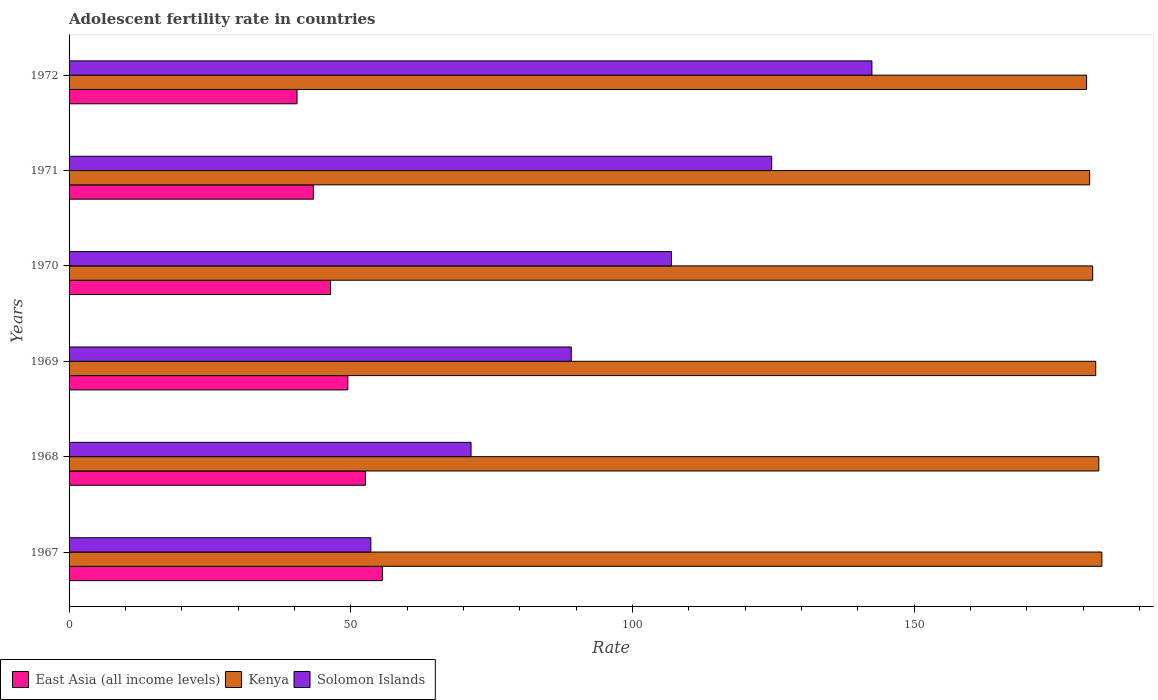 Adolescent fertility rate in countries
1972
1971
1970
1969
1968
1967
Years
0
50
100
150
Rate
East Asia (all income levels)
Kenya
Solomon Islands